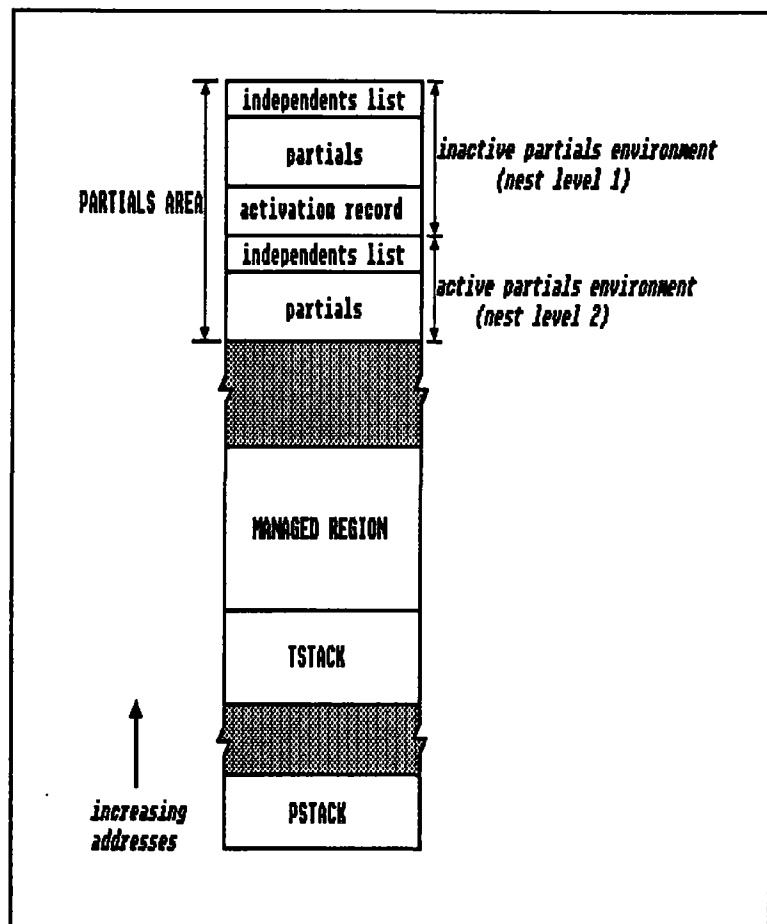 independents list
partials
inactive partials environment
(nest level 1)
PARTIALS AREA
activation record
independents list
partials
active partials environment
(nest level 2)
MANAGED REGION
TSTACK
increasing
addresses
PSTACK